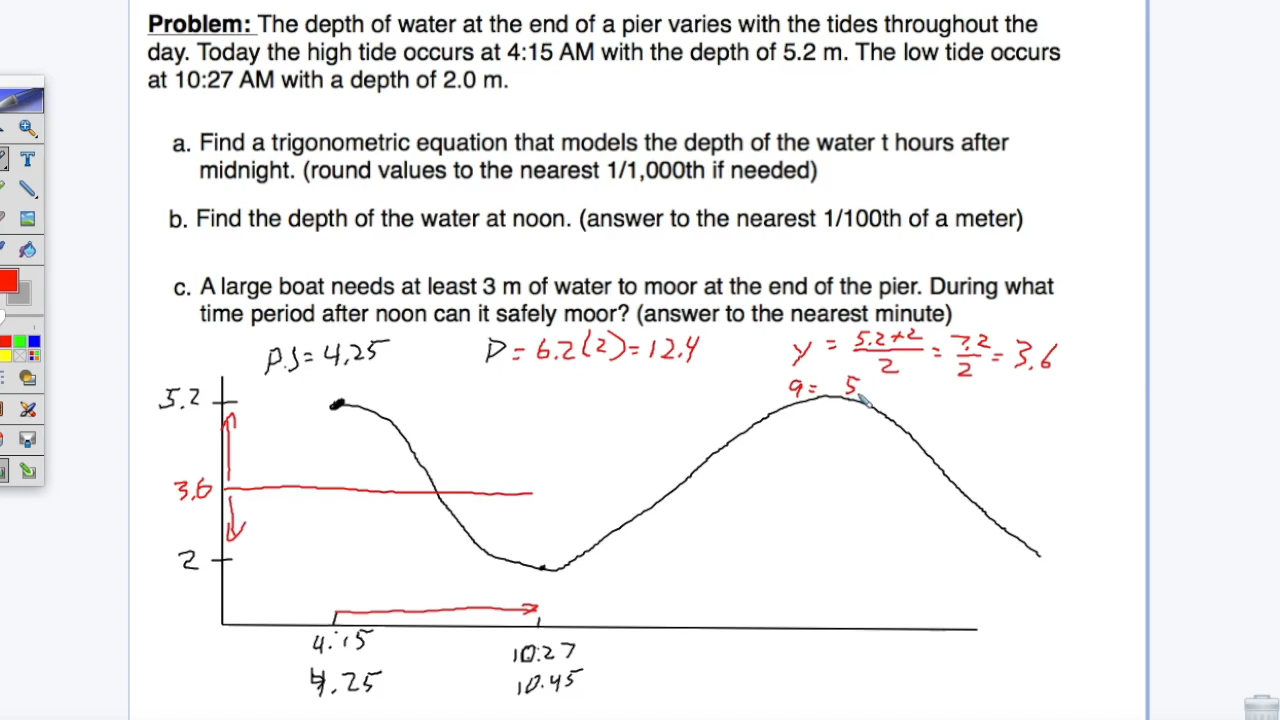 Problem: The depth of water at the end of a pier varies with the tides throughout the
day. Today the high tide occurs at 4:15 AM with the depth of 5.2 m. The low tide occurs
at 10:27 AM with a depth of 2.0 m.
a. Find a trigonometric equation that models the depth of the water t hours after
midnight. (round values to the nearest 1/1,000th if needed)
b. Find the depth of the water at noon. (answer to the nearest 1/100th of a meter)
c. A large boat needs at least 3 m of water to moor at the end of the pier. During what
time period after noon can it safely moor? (answer to the nearest minute)
P.S = 4.25 P = 6.2(2) = 12.4 y = 5.2+2/2 = 7.2/2 = 3.6
a = 5
5.2
3.6
2
4:15 10:27
4.25 10.45
T